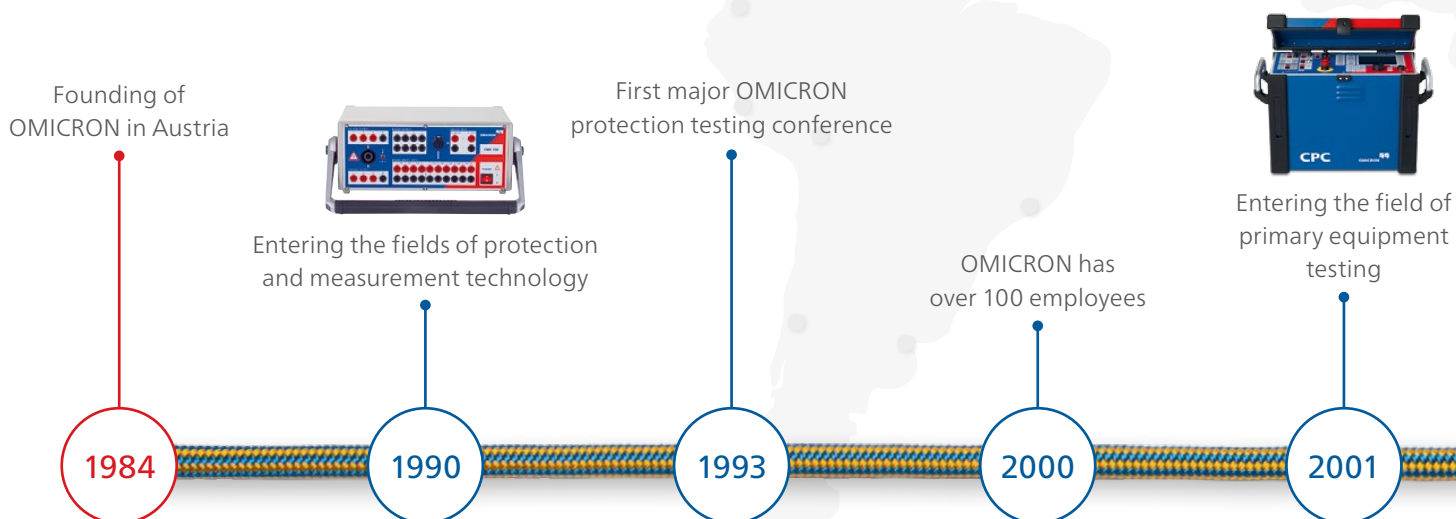 Founding of
OMICRON in Austria
Entering the fields of protection
and measurement technology
First major OMICRON
protection testing conference
OMICRON has
over 100 employees
CPC
OMICRON
Entering the field of
primary equipment
testing
1984
1990
1993
2000
2001